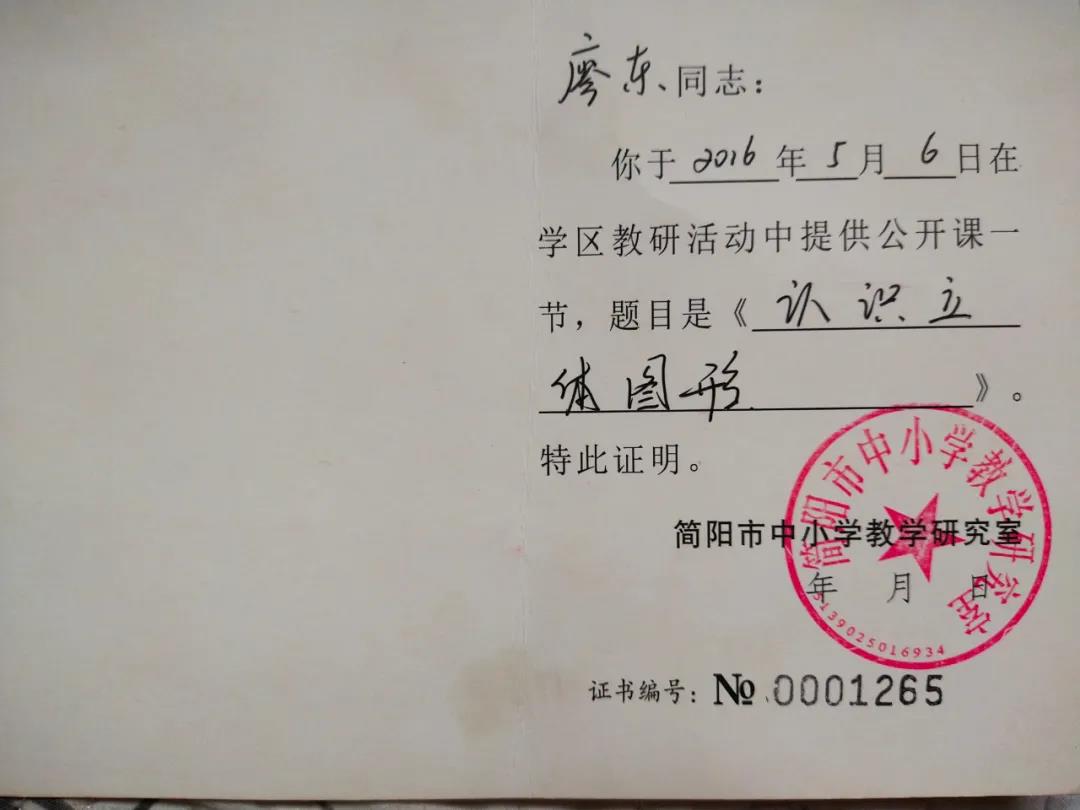 廖东同志：
你于2016年5月6日在
学区教研活动中提供公开课一
节，题目是《认识立
体图形》。
特此证明。
简阳市中小学教学研究室
年 月 日
简阳市中小学教学研究室
5139025016934
证书编号：№ 0001265